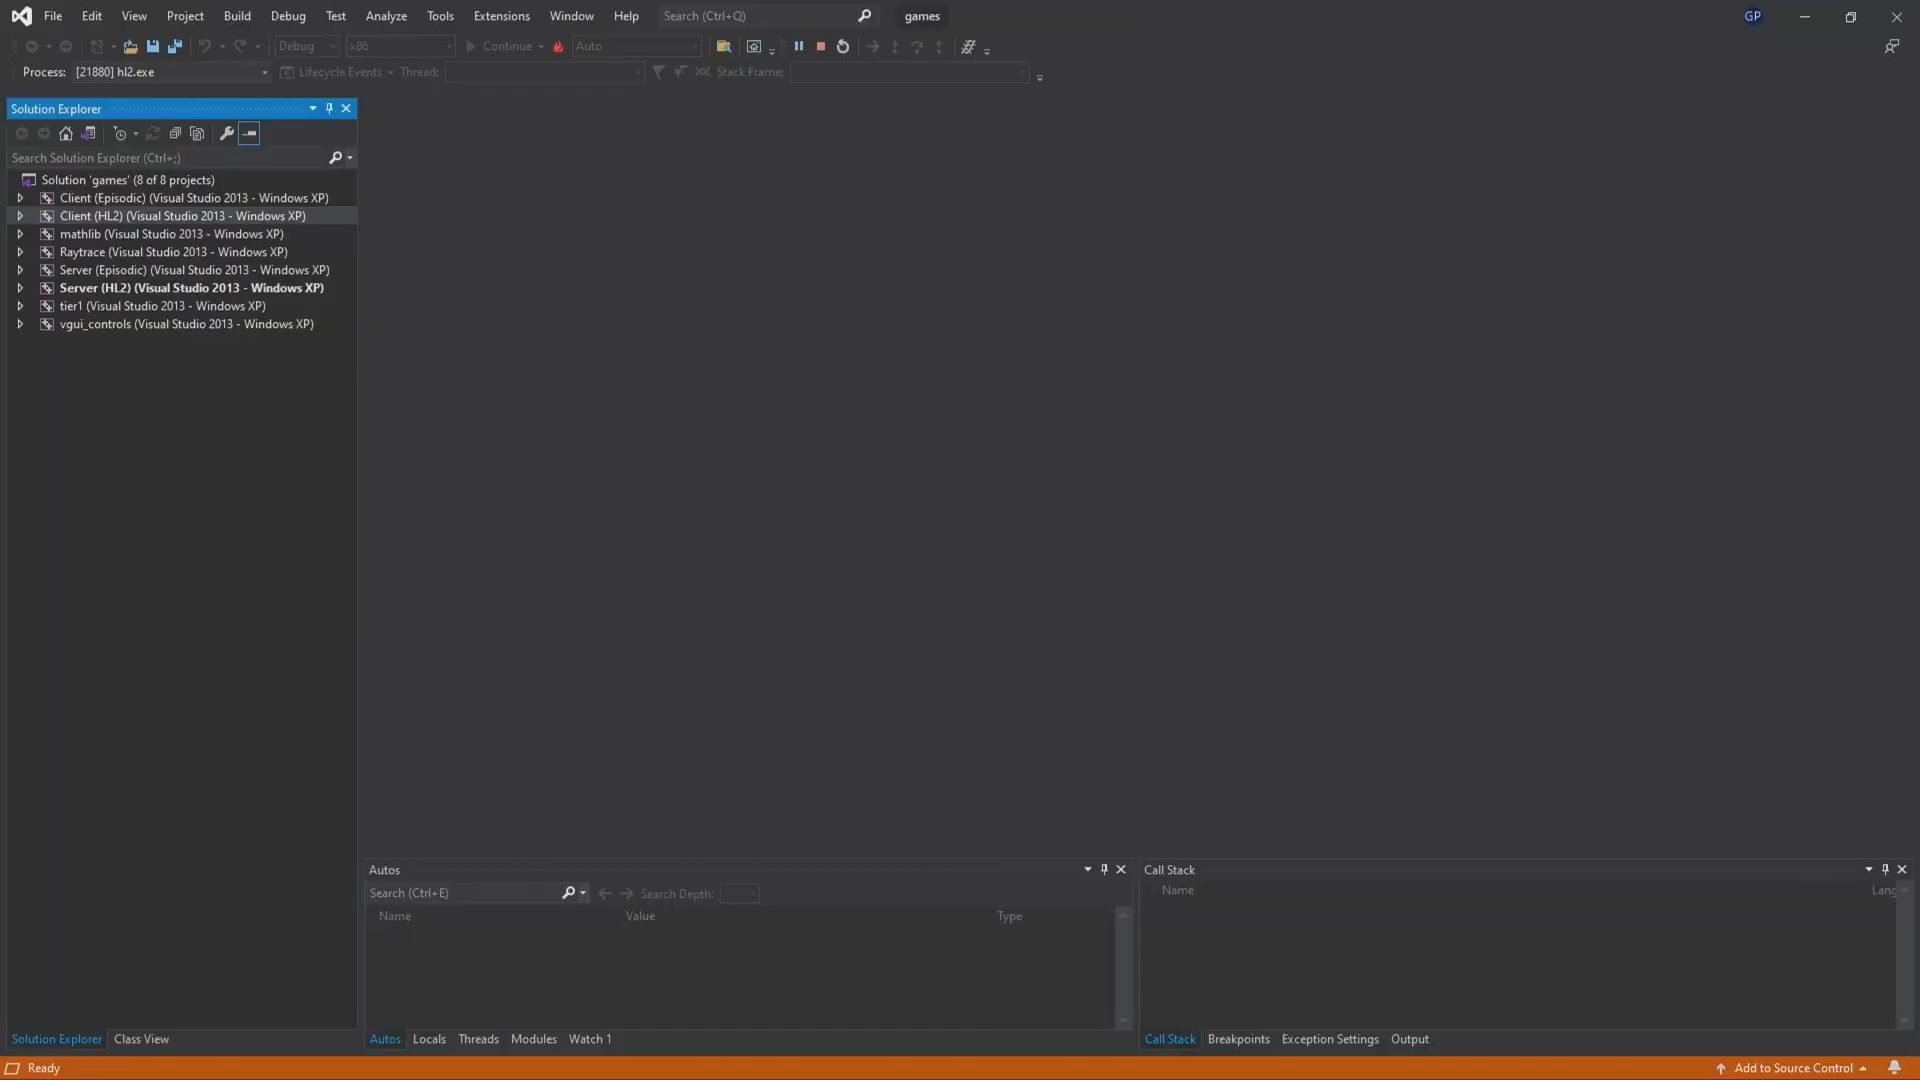 File Edit View Project Build Debug Test Analyze Tools Extensions Window Help Search (Ctrl+Q) games GP
Debug x86 Continue Auto
Process: [21880] hl2.exe Lifecycle Events Thread: Stack Frame:
Solution Explorer
Search Solution Explorer (Ctrl+;)
Solution 'games' (8 of 8 projects)
Client (Episodic) (Visual Studio 2013 - Windows XP)
Client (HL2) (Visual Studio 2013 - Windows XP)
mathlib (Visual Studio 2013 - Windows XP)
Raytrace (Visual Studio 2013 - Windows XP)
Server (Episodic) (Visual Studio 2013 - Windows XP)
Server (HL2) (Visual Studio 2013 - Windows XP)
tier1 (Visual Studio 2013 - Windows XP)
vgui_controls (Visual Studio 2013 - Windows XP)
Solution Explorer Class View
Autos
Search (Ctrl+E) Search Depth:
Name Value Type
Autos Locals Threads Modules Watch 1
Call Stack
Name Lang
Call Stack Breakpoints Exception Settings Output
Ready Add to Source Control